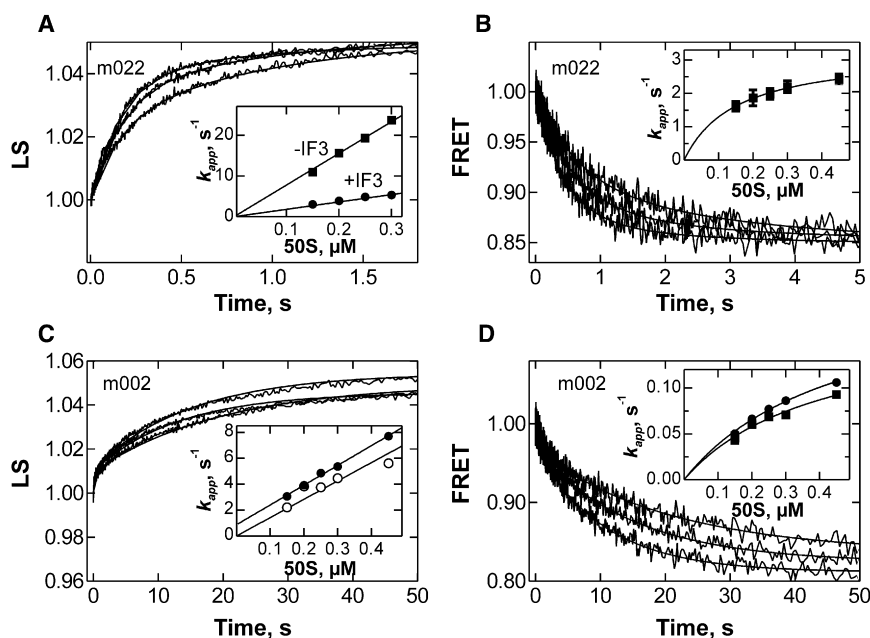 A
m022
LS
1.04
1.02
1.00
0.0
0.5
1.0
1.5
Time, s
k_app, s⁻¹
20
10
0
-IF3
+IF3
0.1
0.2
0.3
50S, µM
B
m022
FRET
1.00
0.95
0.90
0.85
0
1
2
3
4
5
Time, s
k_app, s⁻¹
3
2
1
0
0.1
0.2
0.3
0.4
50S, µM
C
m002
LS
1.06
1.04
1.02
1.00
0.98
0.96
0
10
20
30
40
50
Time, s
k_app, s⁻¹
8
6
4
2
0
0.1
0.2
0.3
0.4
50S, µM
D
m002
FRET
1.00
0.90
0.80
0
10
20
30
40
50
Time, s
k_app, s⁻¹
0.10
0.05
0.00
0.1
0.2
0.3
0.4
50S, µM